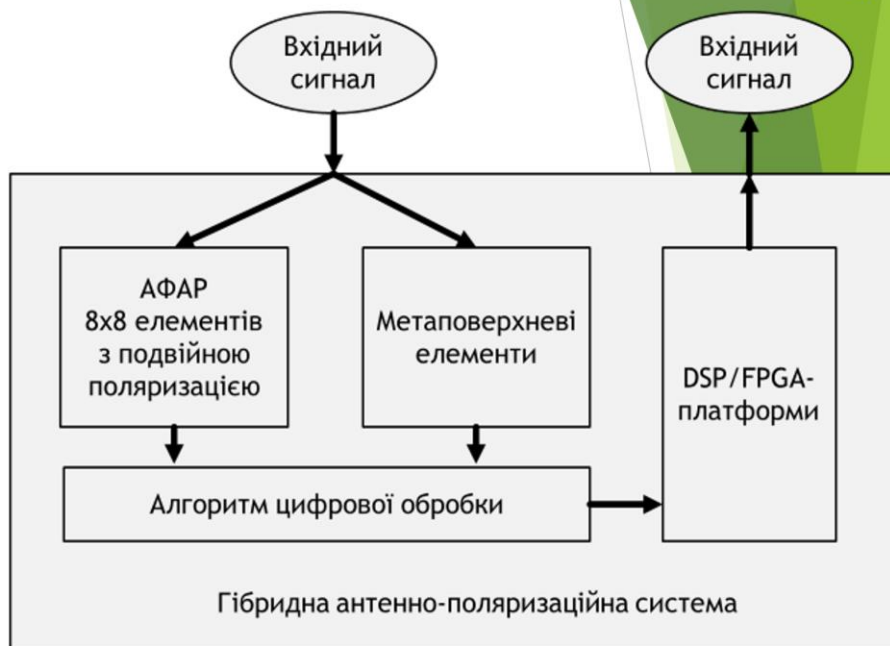 Вхідний
сигнал
Вхідний
сигнал
АФАР
8х8 елементів
з подвійною
поляризацією
Метаповерхневі
елементи
DSP/FPGA-
платформи
Алгоритм цифрової обробки
Гібридна антенно-поляризаційна система